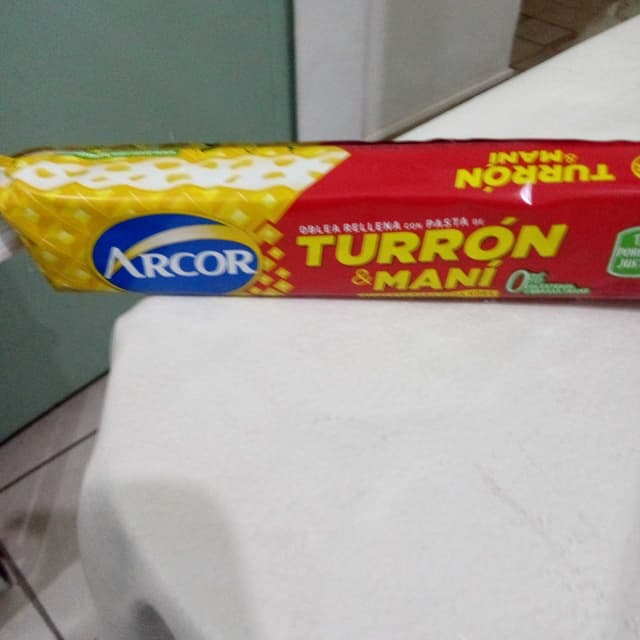 ARCOR
OBLEA RELLENA CON PASTA DE
TURRÓN
& MANÍ
TURRÓN
& MANÍ